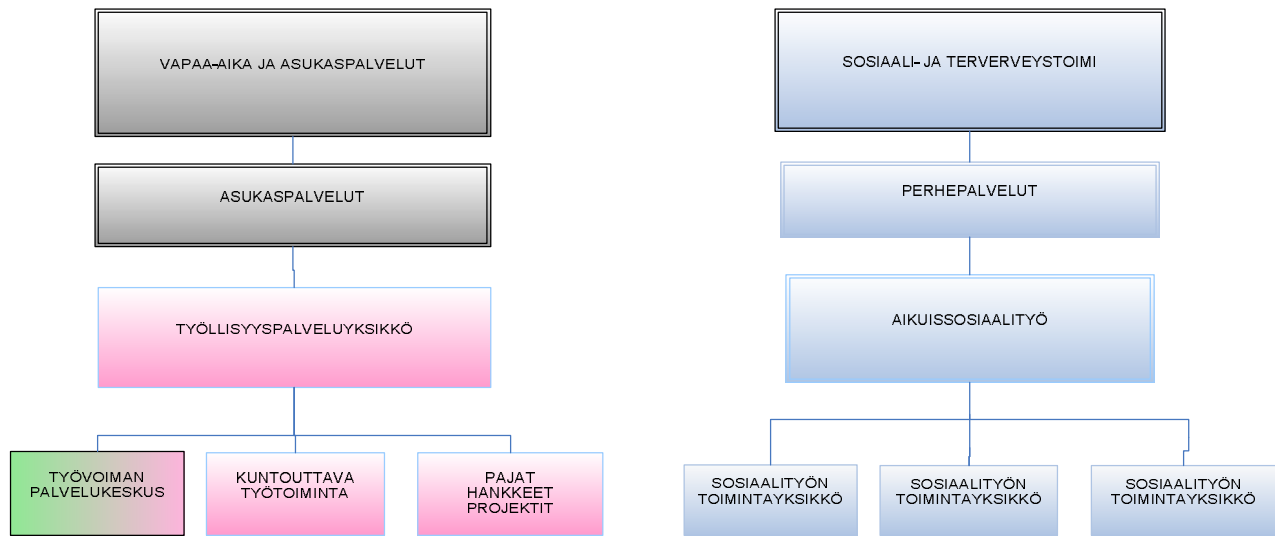 VAPAA-AIKA JA ASUKASPALVELUT
ASUKASPALVELUT
TYÖLLISYYSPALVELUYKSIKKÖ
TYÖVOIMAN
PALVELUKESKUS
KUNTOUTTAVA
TYÖTOIMINTA
PAJAT
HANKKEET
PROJEKTIT
SOSIAALI- JA TERVERVEYSTOIMI
PERHEPALVELUT
AIKUISSOSIAALITYÖ
SOSIAALITYÖN
TOIMINTAYKSIKKÖ
SOSIAALITYÖN
TOIMINTAYKSIKKÖ
SOSIAALITYÖN
TOIMINTAYKSIKKÖ